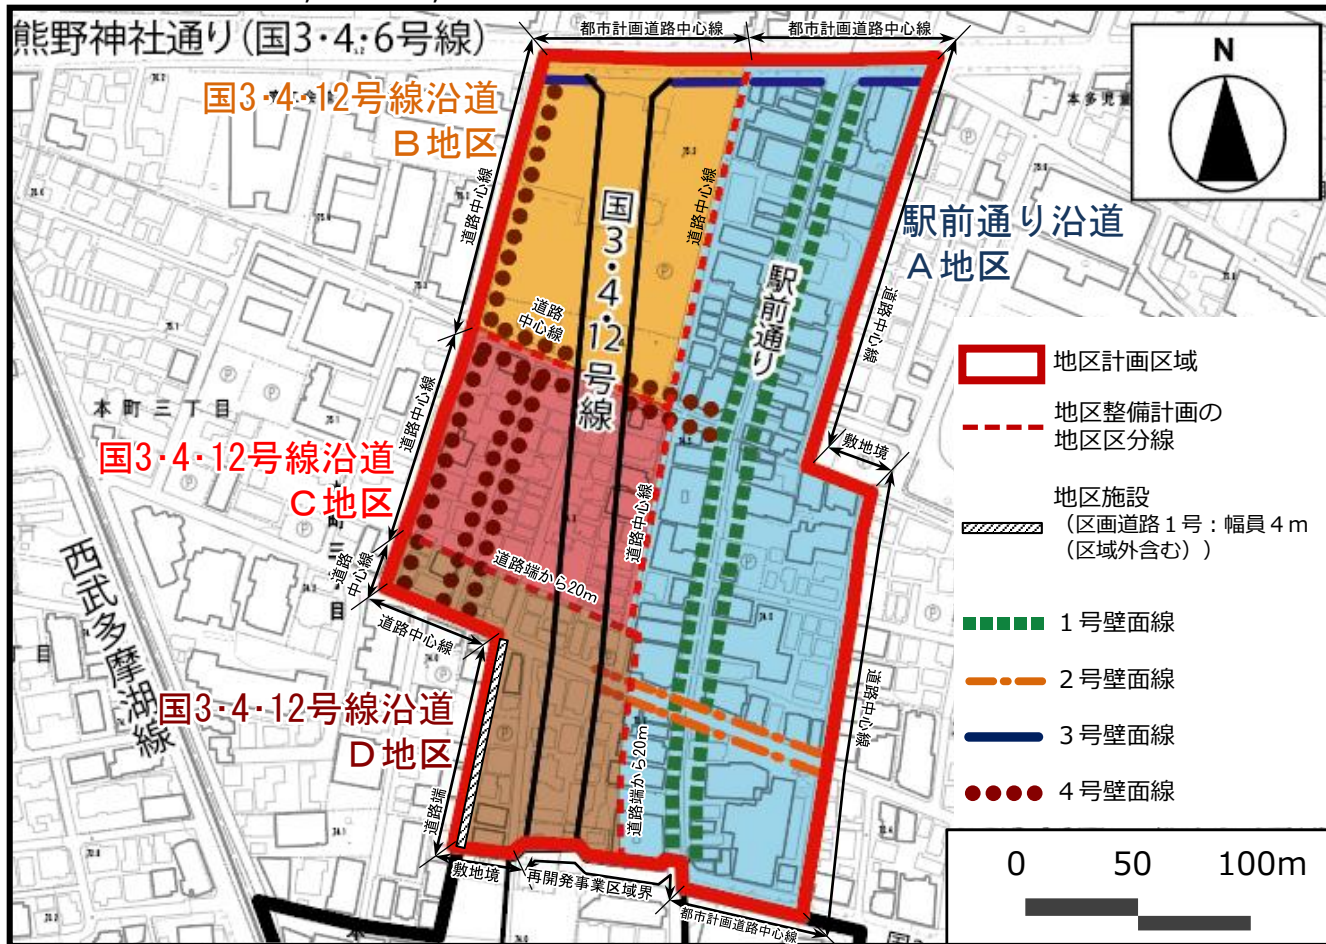 都市計画道路中心線
都市計画道路中心線
熊野神社通り(国3・4・6号線)
N
国3・4・12号線沿道
B地区
本多児童
道路中心線
道路中心線
国3・4・12号線
駅前通り
駅前通り沿道
A地区
道路中心線
道路
中心線
地区計画区域
地区整備計画の
地区区分線
地区施設
(区画道路1号:幅員4m
(区域外含む))
1号壁面線
2号壁面線
3号壁面線
4号壁面線
本町三丁目
道路中心線
敷地境
国3・4・12号線沿道
C地区
道路中心線
道路端から20m
道路
中心線
道路中心線
西武多摩湖線
国3・4・12号線沿道
D地区
道路中心線
道路端から20m
道路端
敷地境
再開発事業区域界
都市計画道路中心線
0 50 100m